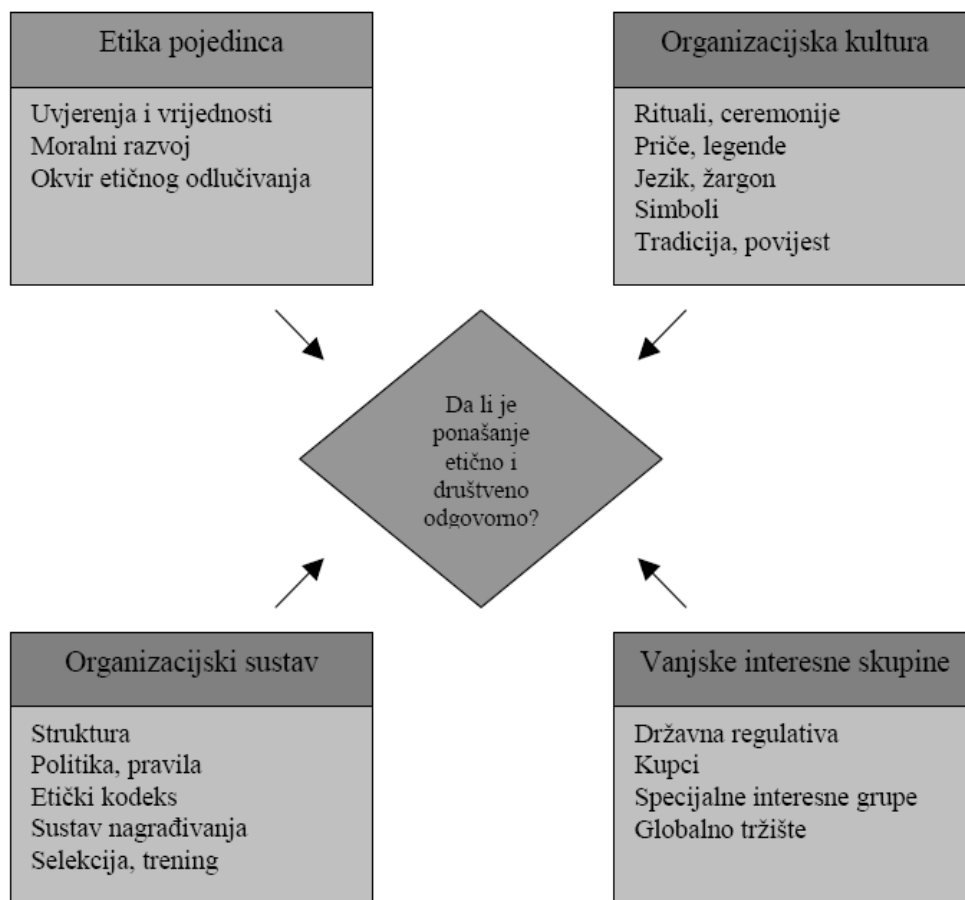 Etika pojedinca
Uvjerenja i vrijednosti
Moralni razvoj
Okvir etičnog odlučivanja
Organizacijska kultura
Rituali, ceremonije
Priče, legende
Jezik, žargon
Simboli
Tradicija, povijest
Da li je
ponašanje
etično i
društveno
odgovorno?
Organizacijski sustav
Struktura
Politika, pravila
Etički kodeks
Sustav nagrađivanja
Selekcija, trening
Vanjske interesne skupine
Državna regulativa
Kupci
Specijalne interesne grupe
Globalno tržište